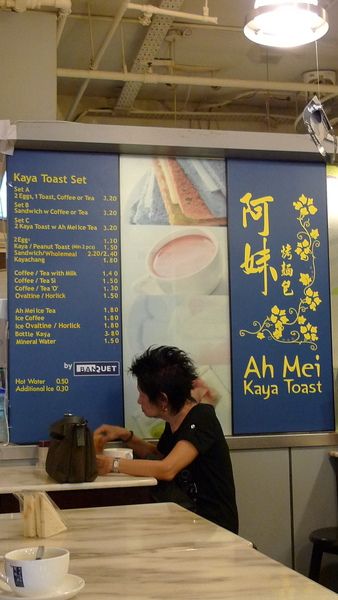 Kaya Toast Set
Set A
2 Eggs, 1 Toast, Coffee or Tea 3.20
Set B
Sandwich w Coffee or Tea 3.20
Set C
2 Kaya Toast w Ah Mei Ice Tea 3.20
2 Eggs 1.30
Kaya / Peanut Toast (Min 2 pcs) 1.50
Sandwich/Wholemeal 2.20/2.40
Kayachang 1.80
Coffee / Tea with Milk 1.40
Coffee / Tea Si 1.50
Coffee / Tea 'O' 1.30
Ovaltine / Horlick 1.50
Ah Mei Ice Tea 1.80
Ice Coffee 1.80
Ice Ovaltine / Horlick 1.80
Bottle Kaya 3.80
Mineral Water 1.50
by BANQUET
Hot Water 0.50
Additional Ice 0.30
阿妹
烤麵包
Ah Mei
Kaya Toast